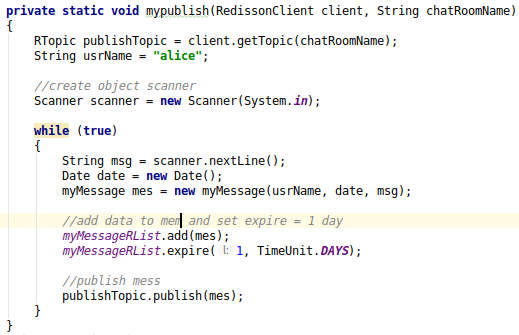 private static void mypublish(RedissonClient client, String chatRoomName)
{
    RTopic publishTopic = client.getTopic(chatRoomName);
    String usrName = "alice";

    //create object scanner
    Scanner scanner = new Scanner(System.in);

    while (true)
    {
        String msg = scanner.nextLine();
        Date date = new Date();
        myMessage mes = new myMessage(usrName, date, msg);

        //add data to mem and set expire = 1 day
        myMessageRList.add(mes);
        myMessageRList.expire( l: 1, TimeUnit.DAYS);

        //publish mess
        publishTopic.publish(mes);
    }
}